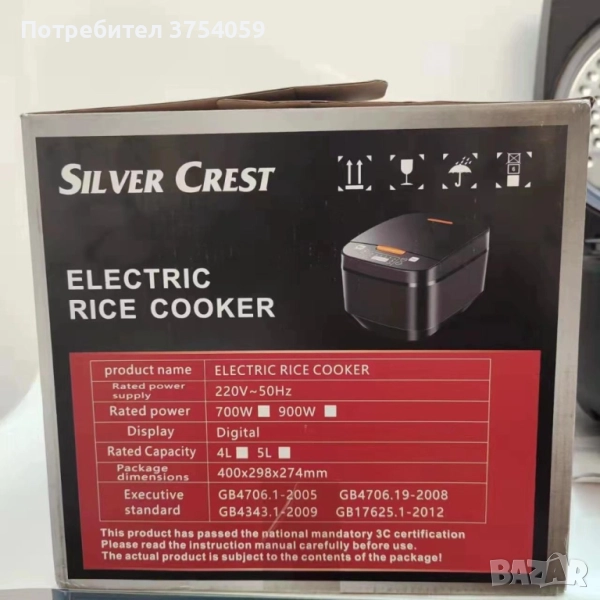 Потребител 3754059
SILVER CREST
ELECTRIC
RICE COOKER
product name ELECTRIC RICE COOKER
Rated power supply 220V~50Hz
Rated power 700W 900W
Display Digital
Rated Capacity 4L 5L
Package dimensions 400x298x274mm
Executive standard GB4706.1-2005 GB4706.19-2008
GB4343.1-2009 GB17625.1-2012
This product has passed the national mandatory 3C certification
Please read the instruction manual carefully before use.
The actual product is subject to the contents of the package!
BAZAR